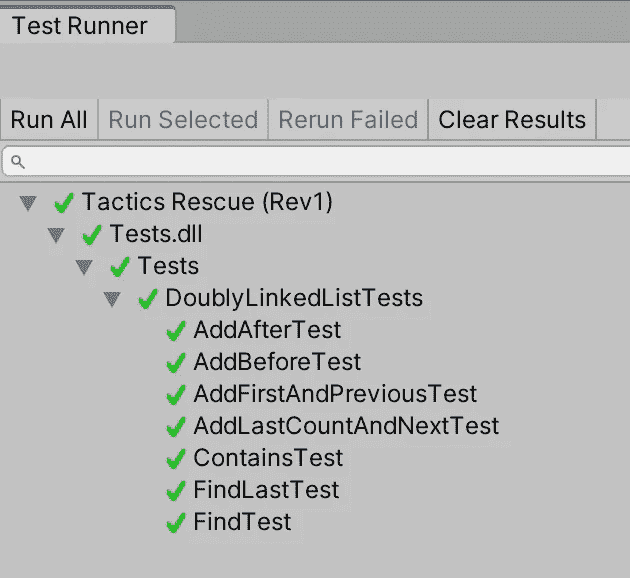 Test Runner
Run All Run Selected Rerun Failed Clear Results
Tactics Rescue (Rev1)
Tests.dll
Tests
DoublyLinkedListTests
AddAfterTest
AddBeforeTest
AddFirstAndPreviousTest
AddLastCountAndNextTest
ContainsTest
FindLastTest
FindTest